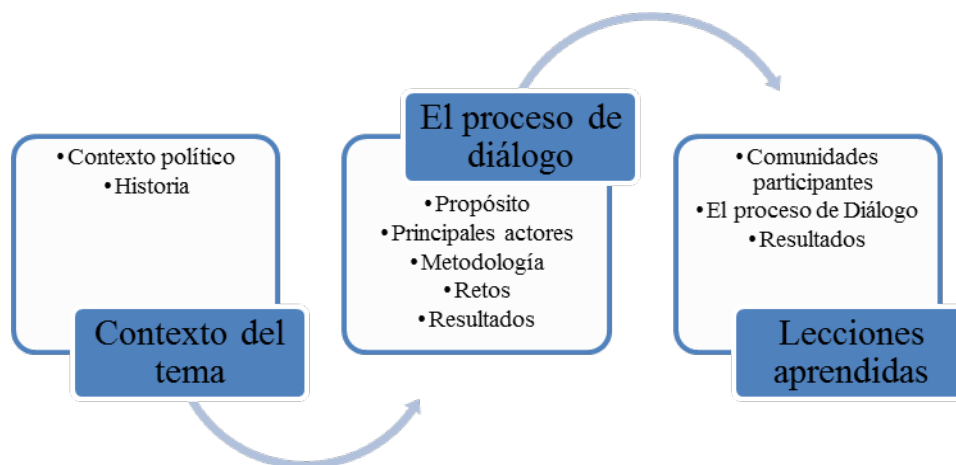 • Contexto político
• Historia
Contexto del
tema
El proceso de
diálogo
• Propósito
• Principales actores
• Metodología
• Retos
• Resultados
• Comunidades
participantes
• El proceso de Diálogo
• Resultados
Lecciones
aprendidas